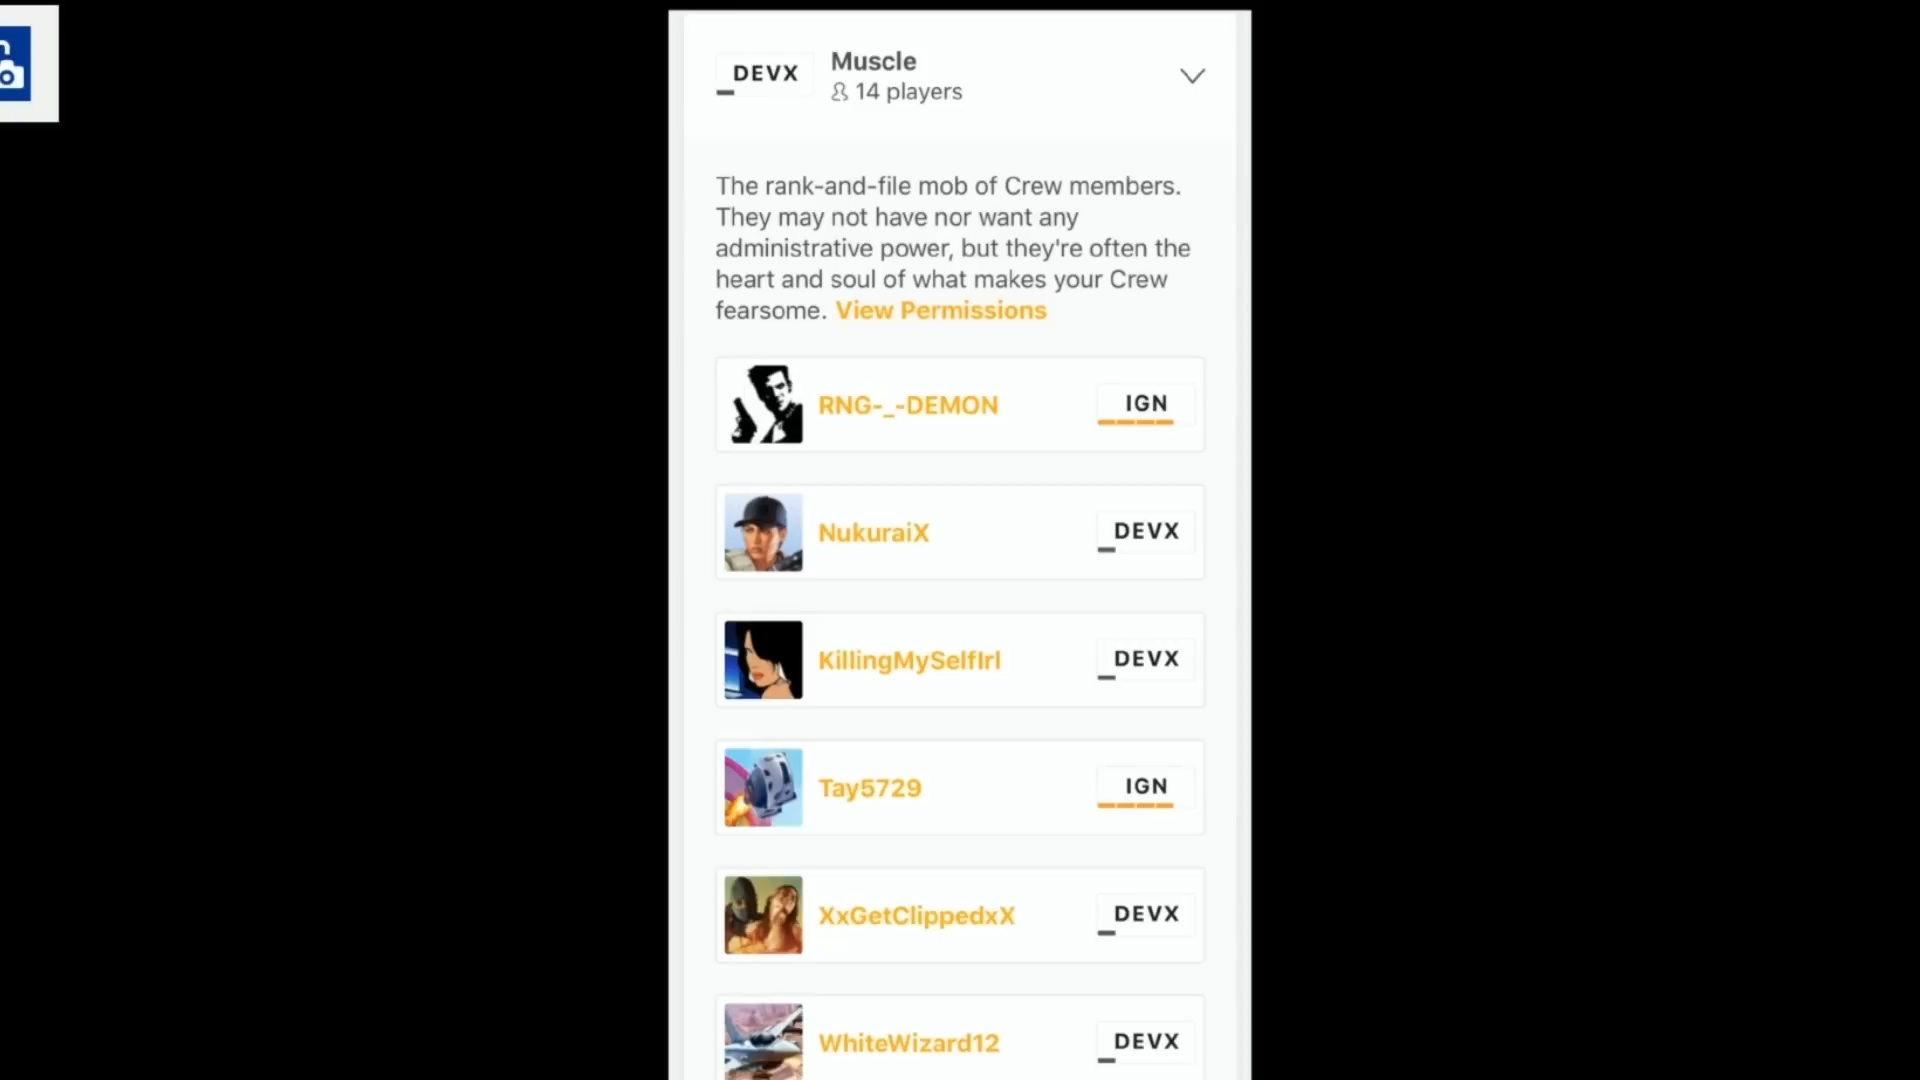 DEVX
Muscle
14 players
The rank-and-file mob of Crew members.
They may not have nor want any
administrative power, but they're often the
heart and soul of what makes your Crew
fearsome. View Permissions
RNG-_-DEMON IGN
NukuraiX DEVX
KillingMySelfIrl DEVX
Tay5729 IGN
XxGetClippedxX DEVX
WhiteWizard12 DEVX